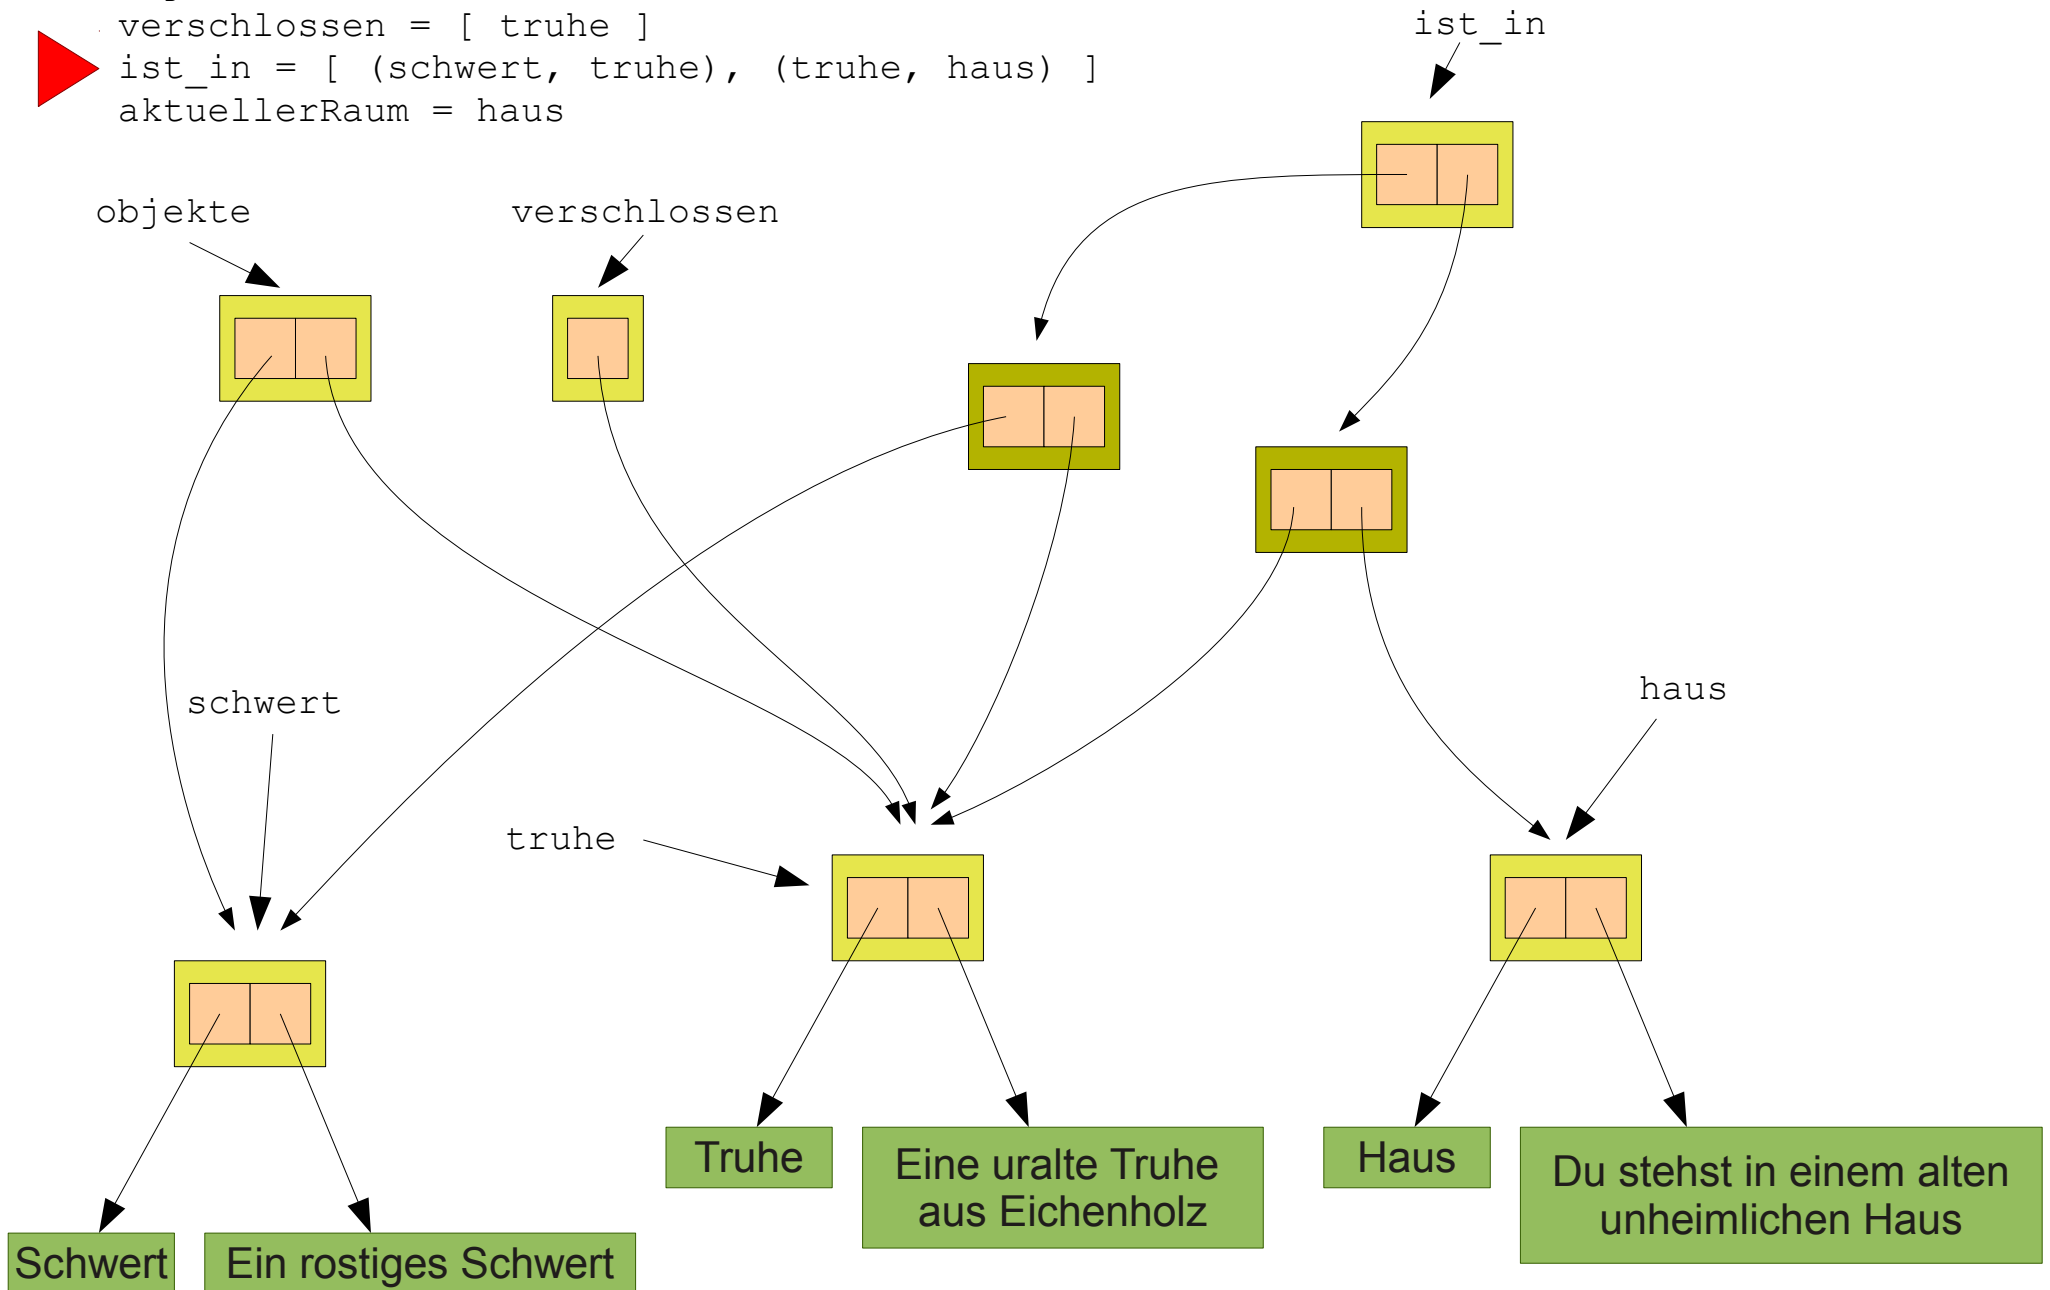 verschlossen = [ truhe ]
ist_in = [ (schwert, truhe), (truhe, haus) ]
aktuellerRaum = haus
ist_in
objekte
verschlossen
schwert
haus
truhe
Truhe
Eine uralte Truhe
aus Eichenholz
Haus
Du stehst in einem alten
unheimlichen Haus
Schwert
Ein rostiges Schwert